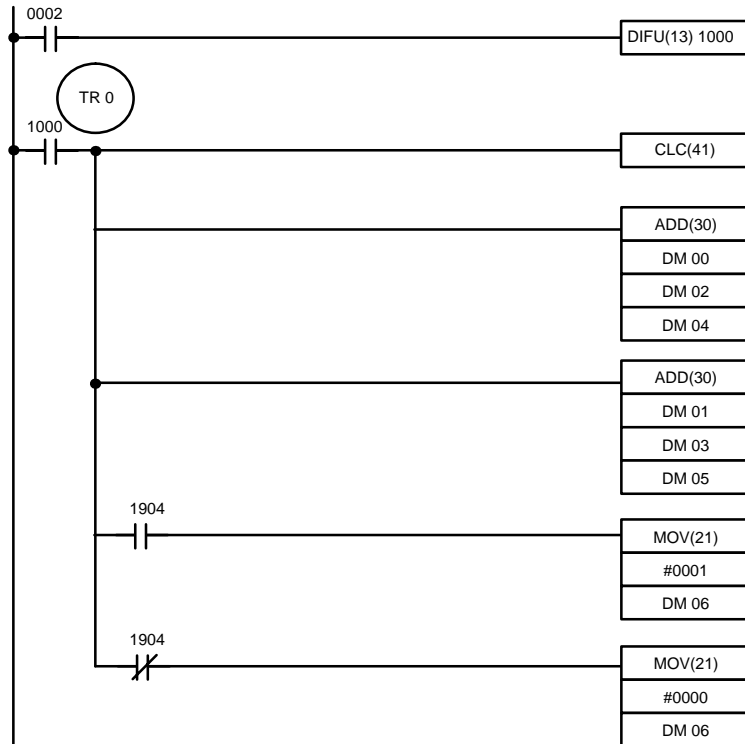 0002
DIFU(13) 1000
TR 0
1000
CLC(41)
ADD(30)
DM 00
DM 02
DM 04
ADD(30)
DM 01
DM 03
DM 05
1904
MOV(21)
#0001
DM 06
1904
MOV(21)
#0000
DM 06